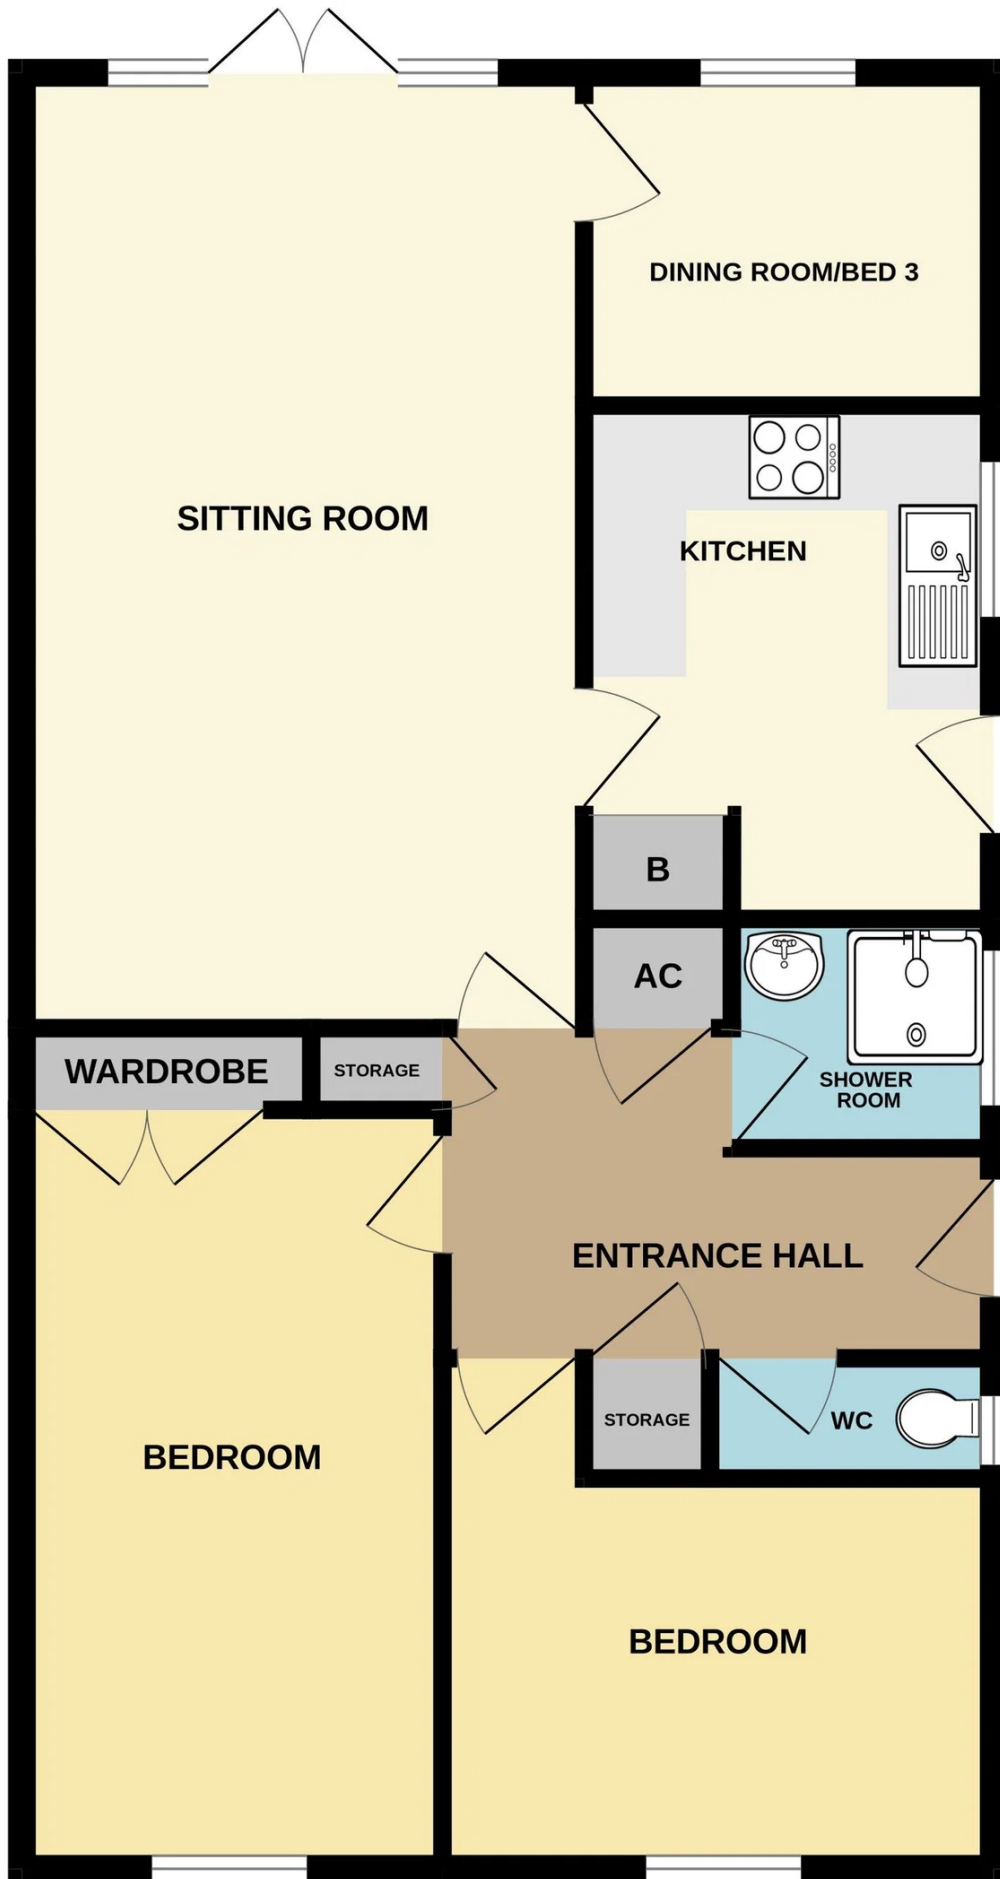 DINING ROOM/BED 3
SITTING ROOM
KITCHEN
B
AC
WARDROBE
STORAGE
SHOWER
ROOM
ENTRANCE HALL
STORAGE
WC
BEDROOM
BEDROOM